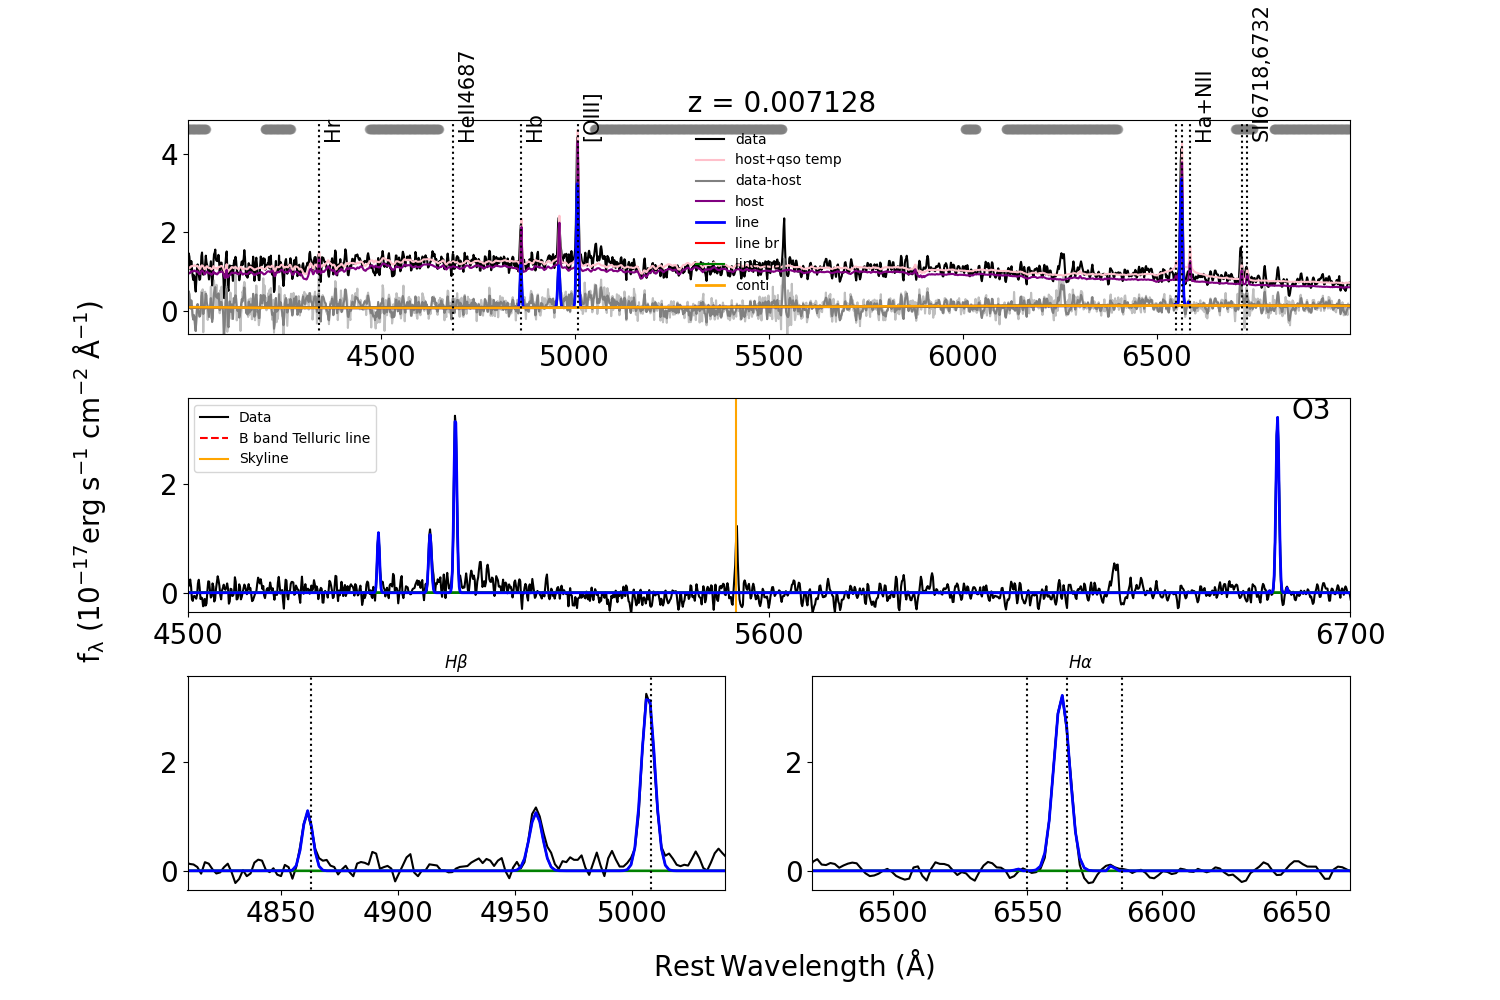 z = 0.007128
Hr
HeII4687
Hb
[OIII]
Ha+NII
SII6718,6732
data
host+qso temp
data-host
host
line
line br
conti
4
2
0
4500 5000 5500 6000 6500
fλ (10−17erg s−1 cm−2 Å−1)
O3
Data
B band Telluric line
Skyline
2
0
4500 5600 6700
Hβ
2
0
4850 4900 4950 5000
Hα
2
0
6500 6550 6600 6650
Rest Wavelength (Å)